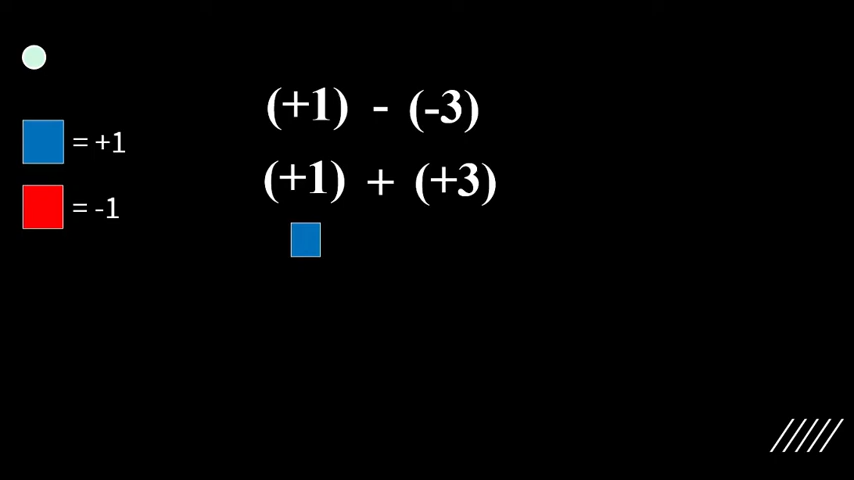 (+1) - (-3)
= +1
(+1) + (+3)
= -1